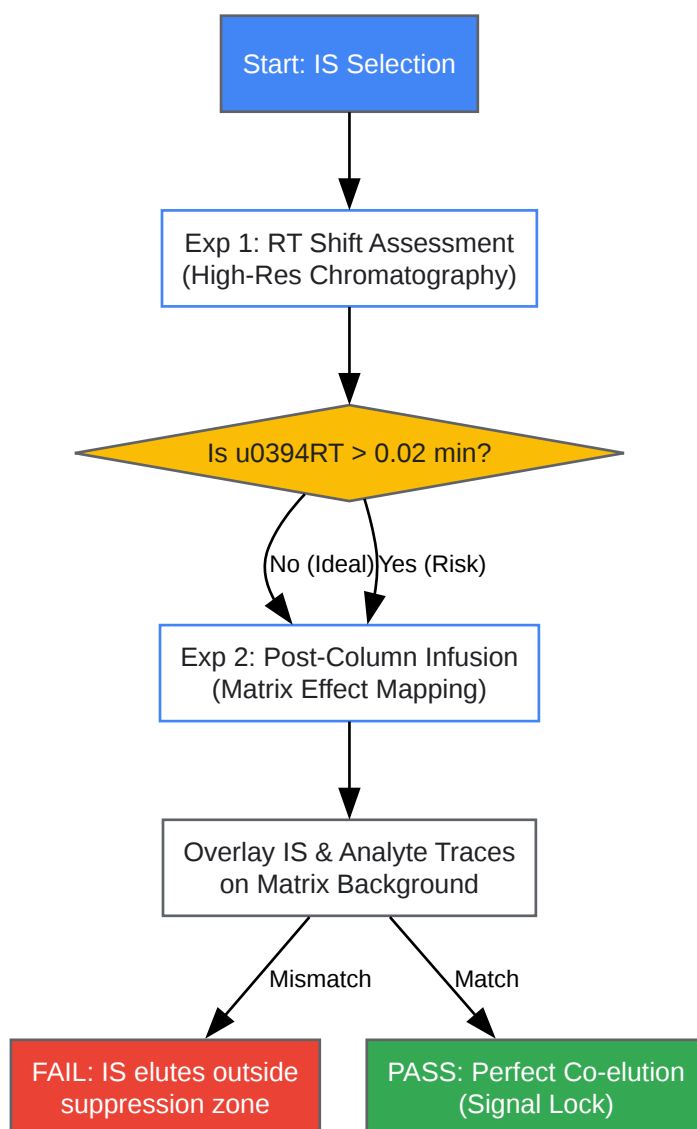 Start: IS Selection
Exp 1: RT Shift Assessment
(High-Res Chromatography)
Is u0394RT > 0.02 min?
No (Ideal)
Yes (Risk)
Exp 2: Post-Column Infusion
(Matrix Effect Mapping)
Overlay IS & Analyte Traces
on Matrix Background
Mismatch
Match
FAIL: IS elutes outside
suppression zone
PASS: Perfect Co-elution
(Signal Lock)